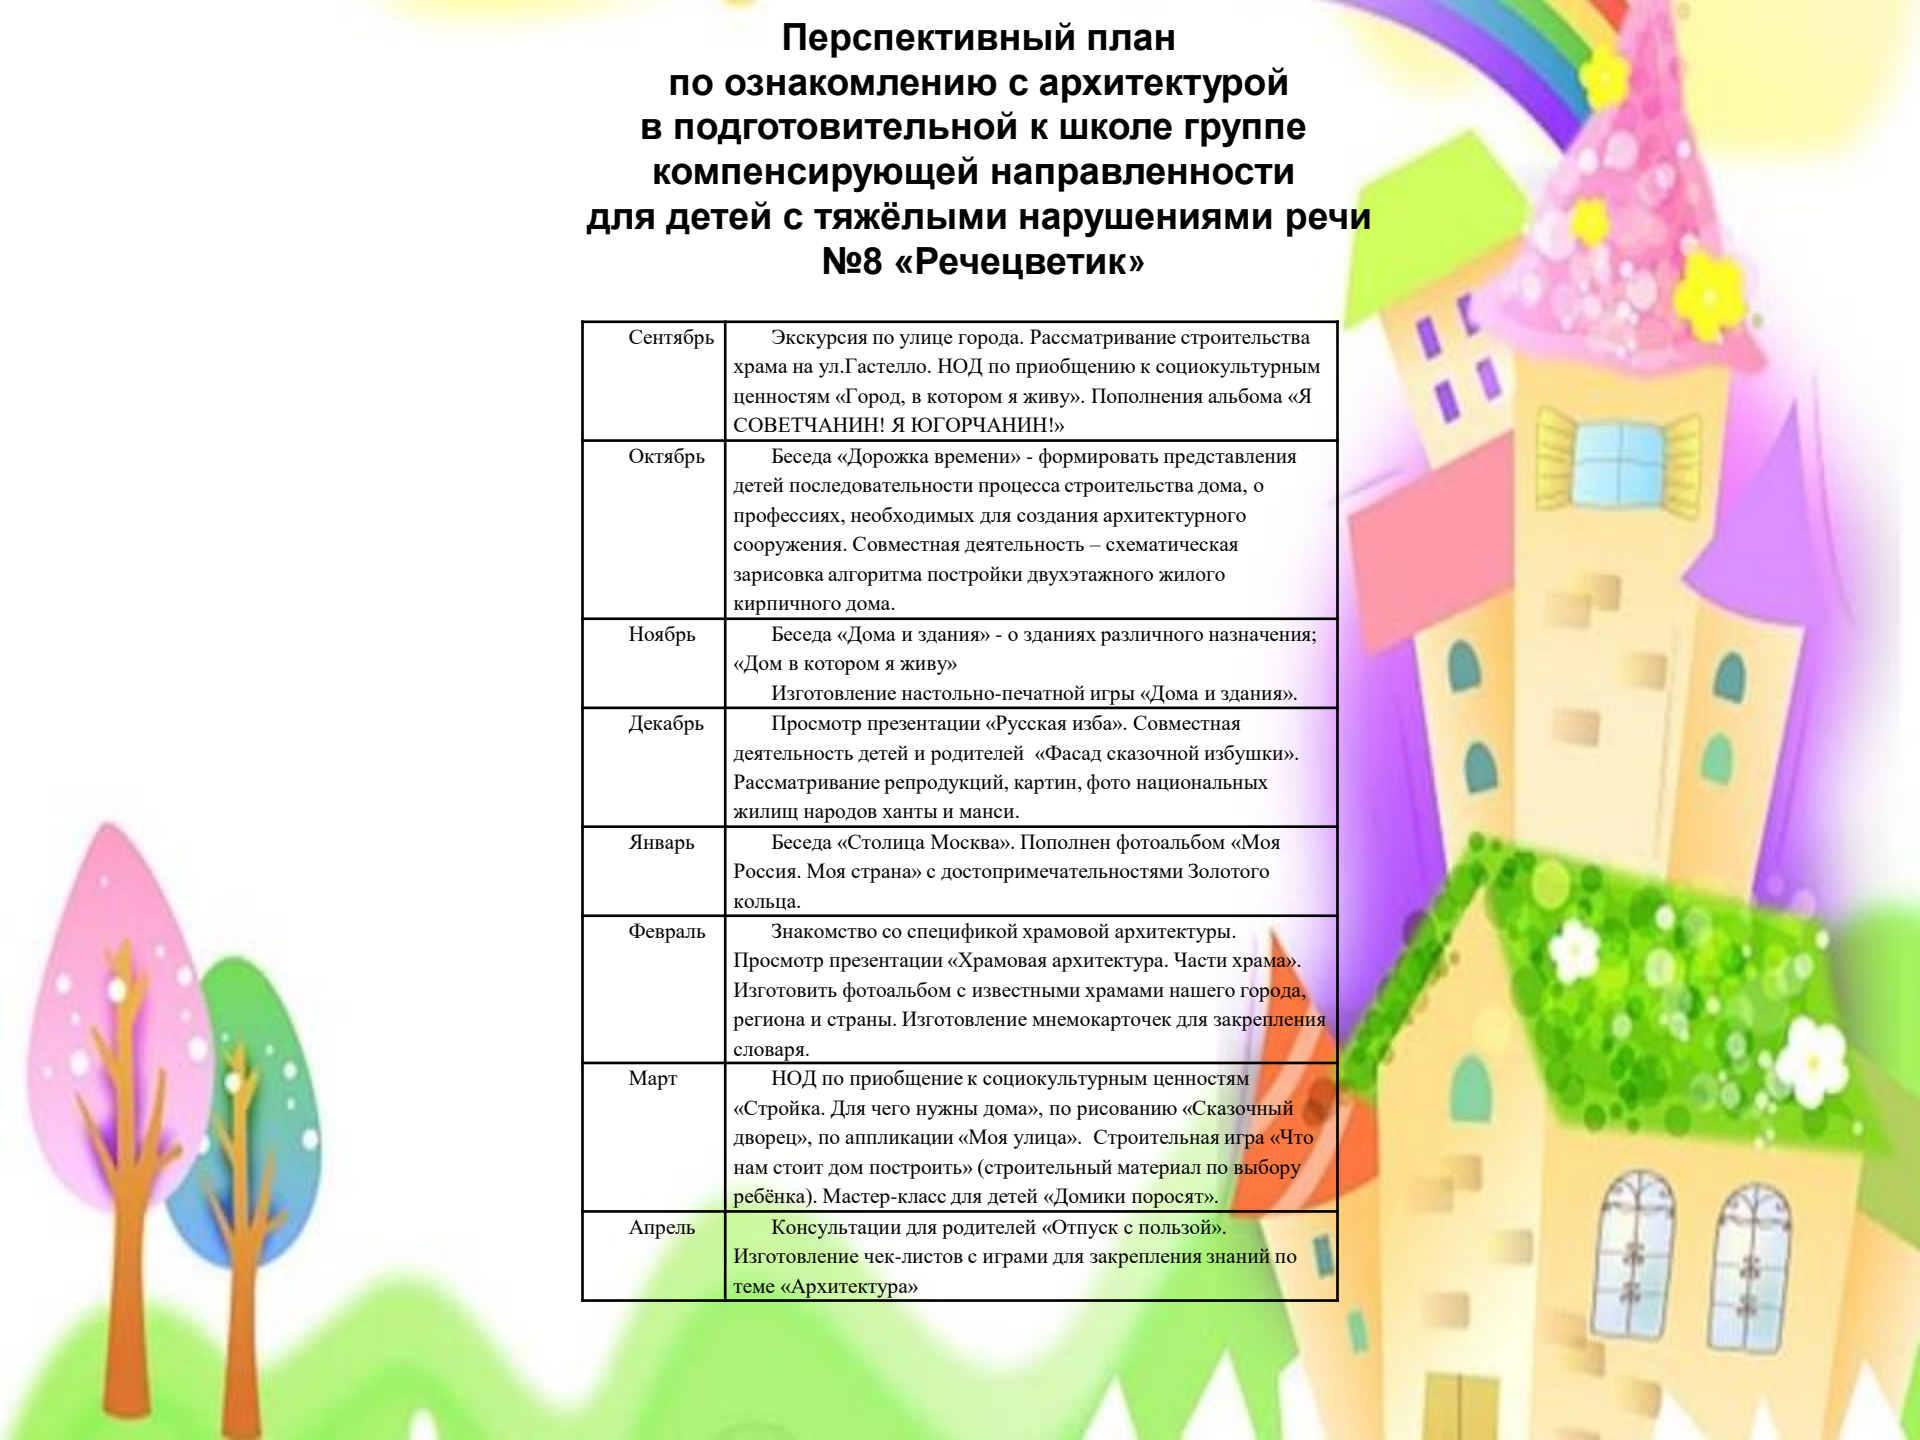 Перспективный план
по ознакомлению с архитектурой
в подготовительной к школе группе
компенсирующей направленности
для детей с тяжёлыми нарушениями речи
№8 «Речецветик»
Сентябрь
Экскурсия по улице города. Рассматривание строительства
храма на ул.Гастелло. НОД по приобщению к социокультурным
ценностям «Город, в котором я живу». Пополнения альбома «Я
СОВЕТЧАНИН! Я ЮГОРЧАНИН!»
Октябрь
Беседа «Дорожка времени» - формировать представления
детей последовательности процесса строительства дома, о
профессиях, необходимых для создания архитектурного
сооружения. Совместная деятельность – схематическая
зарисовка алгоритма постройки двухэтажного жилого
кирпичного дома.
Ноябрь
Беседа «Дома и здания» - о зданиях различного назначения;
«Дом в котором я живу»
Изготовление настольно-печатной игры «Дома и здания».
Декабрь
Просмотр презентации «Русская изба». Совместная
деятельность детей и родителей «Фасад сказочной избушки».
Рассматривание репродукций, картин, фото национальных
жилищ народов ханты и манси.
Январь
Беседа «Столица Москва». Пополнен фотоальбом «Моя
Россия. Моя страна» с достопримечательностями Золотого
кольца.
Февраль
Знакомство со спецификой храмовой архитектуры.
Просмотр презентации «Храмовая архитектура. Части храма».
Изготовить фотоальбом с известными храмами нашего города,
региона и страны. Изготовление мнемокарточек для закрепления
словаря.
Март
НОД по приобщение к социокультурным ценностям
«Стройка. Для чего нужны дома», по рисованию «Сказочный
дворец», по аппликации «Моя улица». Строительная игра «Что
нам стоит дом построить» (строительный материал по выбору
ребёнка). Мастер-класс для детей «Домики поросят».
Апрель
Консультации для родителей «Отпуск с пользой».
Изготовление чек-листов с играми для закрепления знаний по
теме «Архитектура»